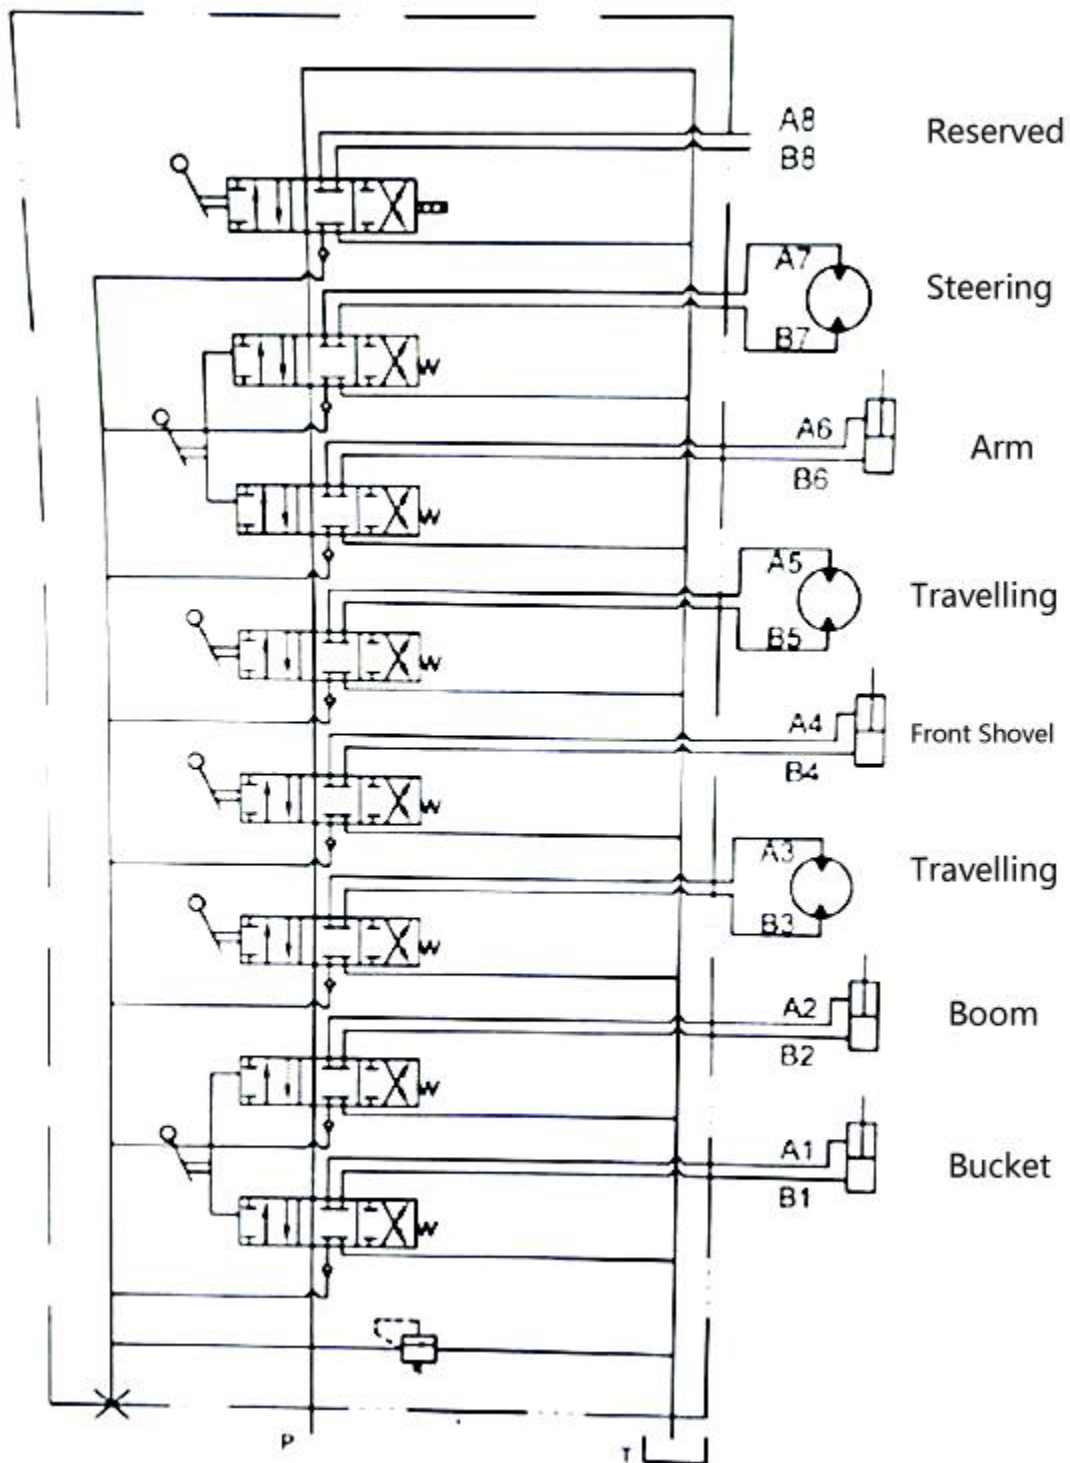 A8
Reserved
B8
A7
Steering
B7
A6
Arm
B6
A5
Travelling
B5
A4
Front Shovel
B4
A3
Travelling
B3
A2
Boom
B2
A1
Bucket
B1
P
T